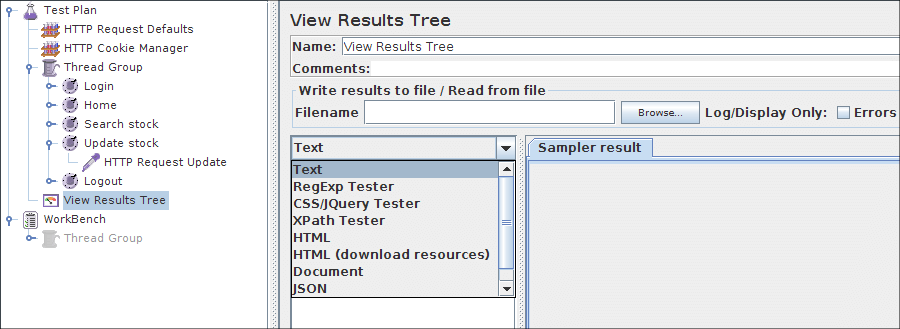 Test Plan
HTTP Request Defaults
HTTP Cookie Manager
Thread Group
Login
Home
Search stock
Update stock
HTTP Request Update
Logout
View Results Tree
WorkBench
Thread Group
View Results Tree
Name: View Results Tree
Comments:
Write results to file / Read from file
Filename Browse... Log/Display Only: Errors
Text
Sampler result
Text
RegExp Tester
CSS/JQuery Tester
XPath Tester
HTML
HTML (download resources)
Document
JSON